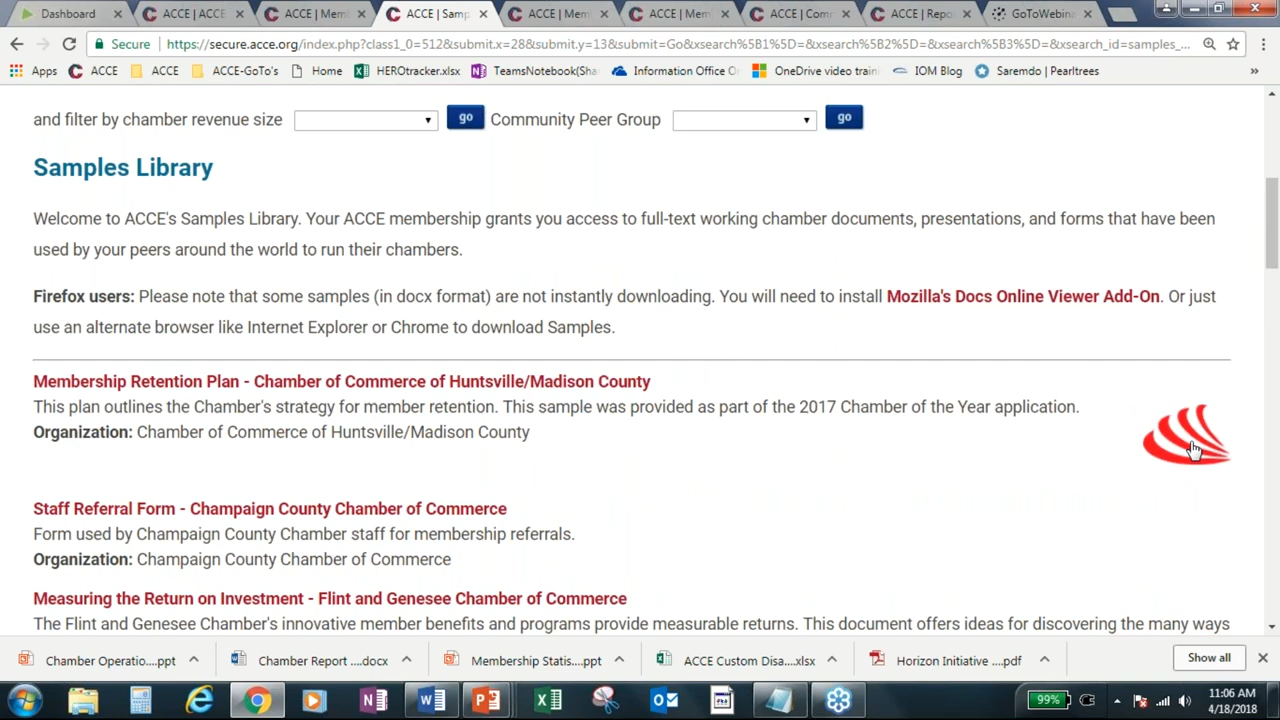 Dashboard
ACCE | ACCE
ACCE | Mem
ACCE | Samp
ACCE | Mem
ACCE | Mem
ACCE | Com
ACCE | Repo
GoToWebina
Secure
https://secure.acce.org/index.php?class1_0=512&submit.x=28&submit.y=13&submit=Go&xsearch%5B1%5D=&xsearch%5B2%5D=&xsearch%5B3%5D=&xsearch_id=samples_...
Apps
ACCE
ACCE
ACCE-GoTo's
Home
HEROtracker.xlsx
TeamsNotebook(Sha
Information Office O
OneDrive video train
IOM Blog
Saremdo | Pearltrees
»
and filter by chamber revenue size
go
Community Peer Group
go
Samples Library
Welcome to ACCE's Samples Library. Your ACCE membership grants you access to full-text working chamber documents, presentations, and forms that have been
used by your peers around the world to run their chambers.
Firefox users: Please note that some samples (in docx format) are not instantly downloading. You will need to install Mozilla's Docs Online Viewer Add-On. Or just
use an alternate browser like Internet Explorer or Chrome to download Samples.
Membership Retention Plan - Chamber of Commerce of Huntsville/Madison County
This plan outlines the Chamber's strategy for member retention. This sample was provided as part of the 2017 Chamber of the Year application.
Organization: Chamber of Commerce of Huntsville/Madison County
Staff Referral Form - Champaign County Chamber of Commerce
Form used by Champaign County Chamber staff for membership referrals.
Organization: Champaign County Chamber of Commerce
Measuring the Return on Investment - Flint and Genesee Chamber of Commerce
The Flint and Genesee Chamber's innovative member benefits and programs provide measurable returns. This document offers ideas for discovering the many ways
Chamber Operatio....ppt
Chamber Report ....docx
Membership Statis....ppt
ACCE Custom Disa....xlsx
Horizon Initiative ....pdf
Show all
99%
11:06 AM
4/18/2018